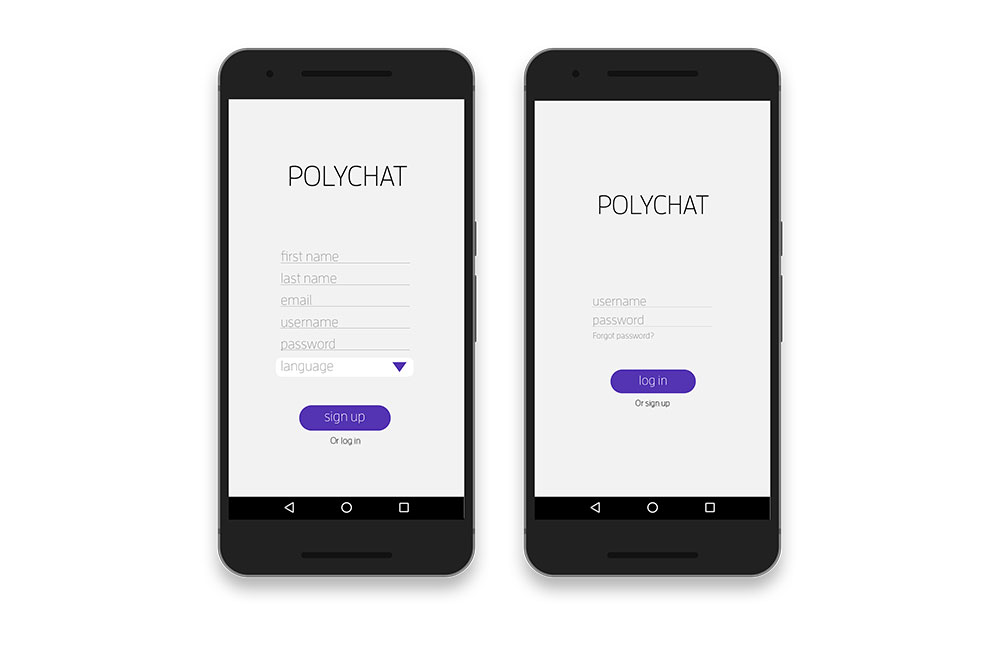 POLYCHAT
first name
last name
email
username
password
language
sign up
Or log in
POLYCHAT
username
password
Forgot password?
log in
Or sign up